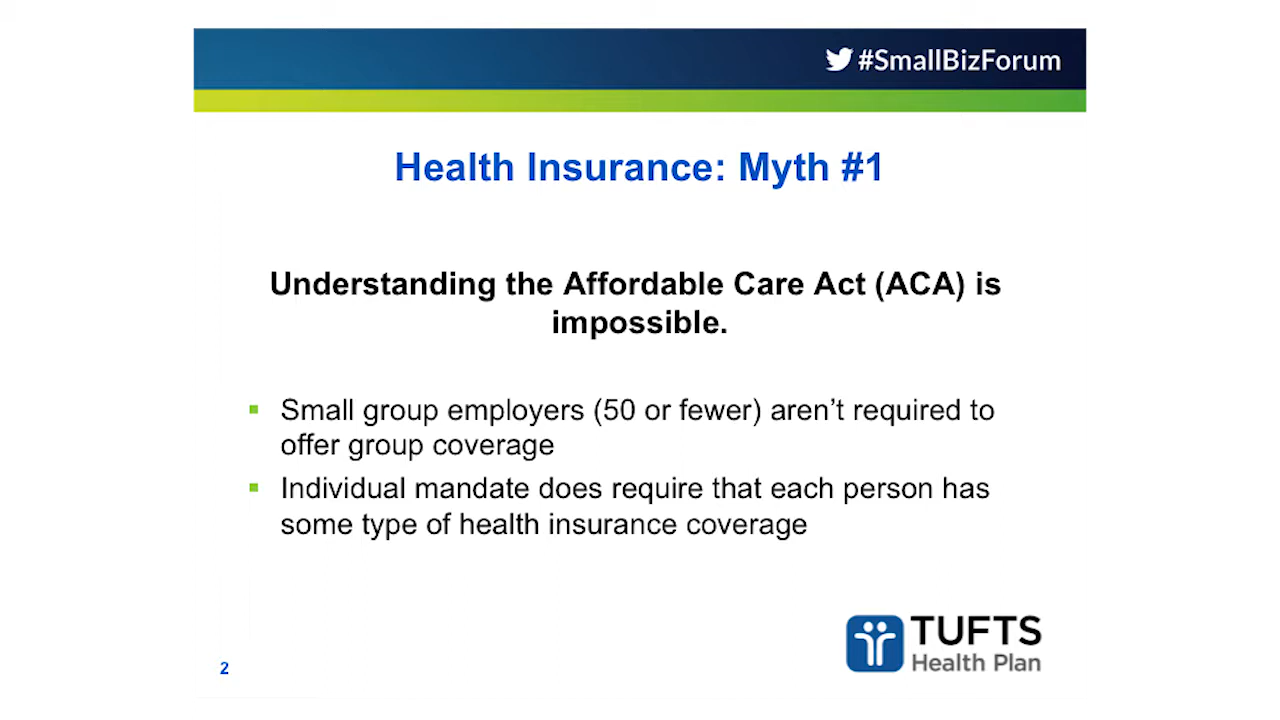 #SmallBizForum
Health Insurance: Myth #1
Understanding the Affordable Care Act (ACA) is
impossible.
▪ Small group employers (50 or fewer) aren’t required to
offer group coverage
▪ Individual mandate does require that each person has
some type of health insurance coverage
TUFTS
Health Plan
2